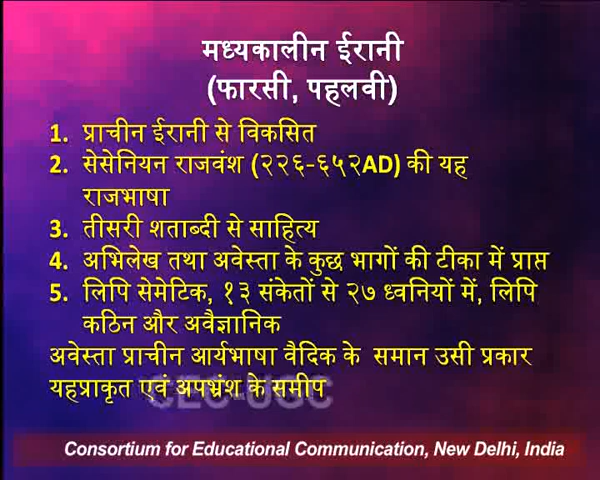 मध्यकालीन ईरानी
(फारसी, पहलवी)
1. प्राचीन ईरानी से विकसित
2. सेसेनियन राजवंश (२२६-६५२AD) की यह
राजभाषा
3. तीसरी शताब्दी से साहित्य
4. अभिलेख तथा अवेस्ता के कुछ भागों की टीका में प्राप्त
5. लिपि सेमेटिक, १३ संकेतों से २७ ध्वनियों में, लिपि
कठिन और अवैज्ञानिक
अवेस्ता प्राचीन आर्यभाषा वैदिक के समान उसी प्रकार
यहप्राकृत एवं अपभ्रंश के समीप
CEC-UGC
Consortium for Educational Communication, New Delhi, India